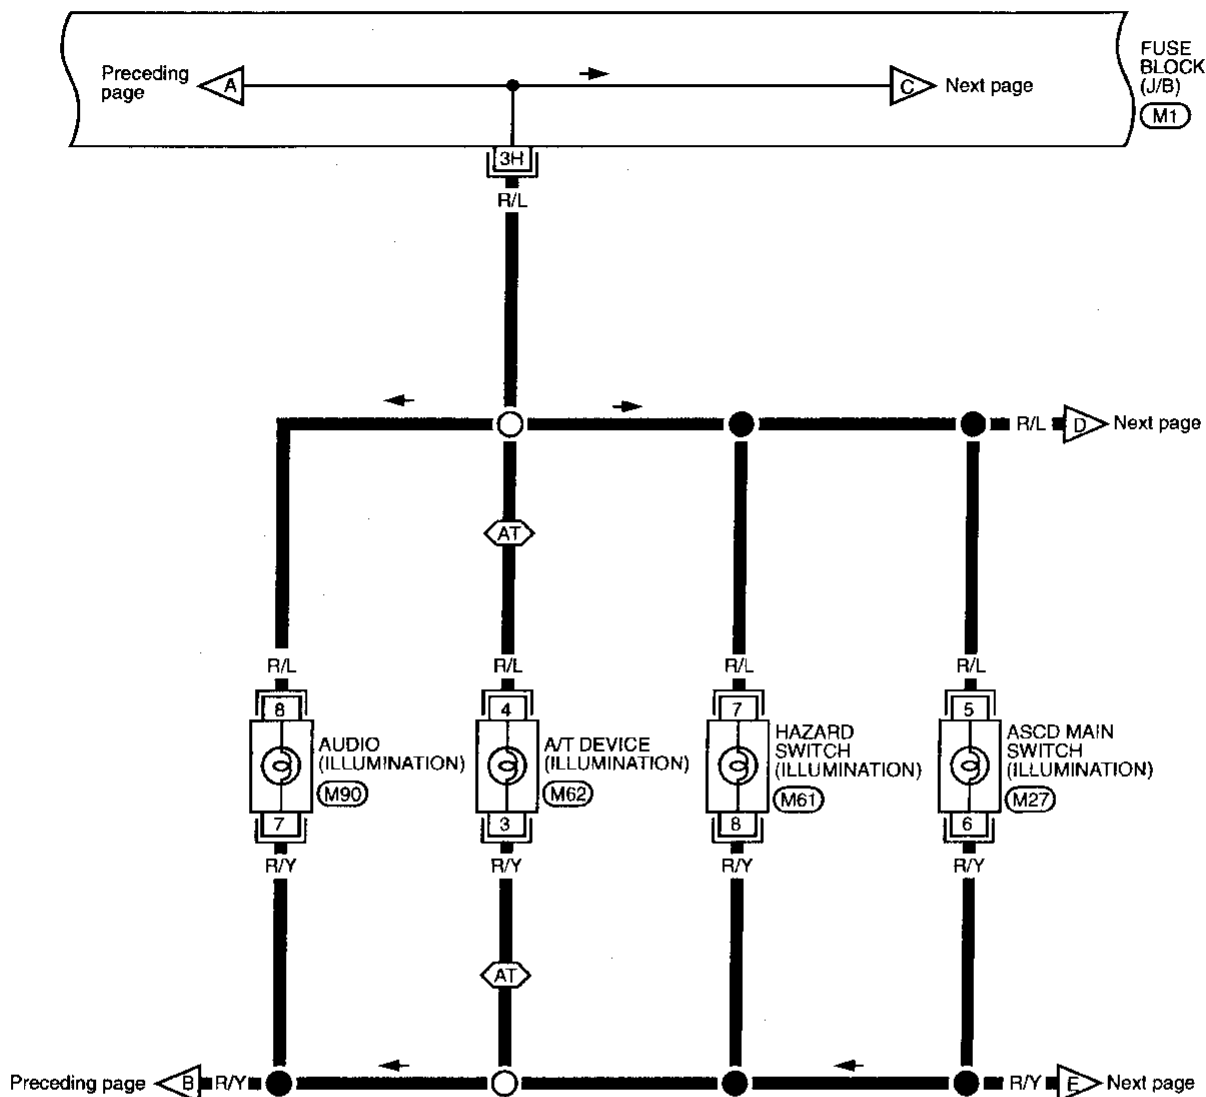 FUSE
BLOCK
(J/B)
M1
Preceding
page
A
C
Next page
3H
R/L
R/L
D
Next page
AT
R/L
R/L
R/L
R/L
8
4
7
5
AUDIO
(ILLUMINATION)
M90
A/T DEVICE
(ILLUMINATION)
M62
HAZARD
SWITCH
(ILLUMINATION)
M61
ASCD MAIN
SWITCH
(ILLUMINATION)
M27
7
3
8
6
R/Y
R/Y
R/Y
R/Y
AT
Preceding page
B
R/Y
R/Y
E
Next page